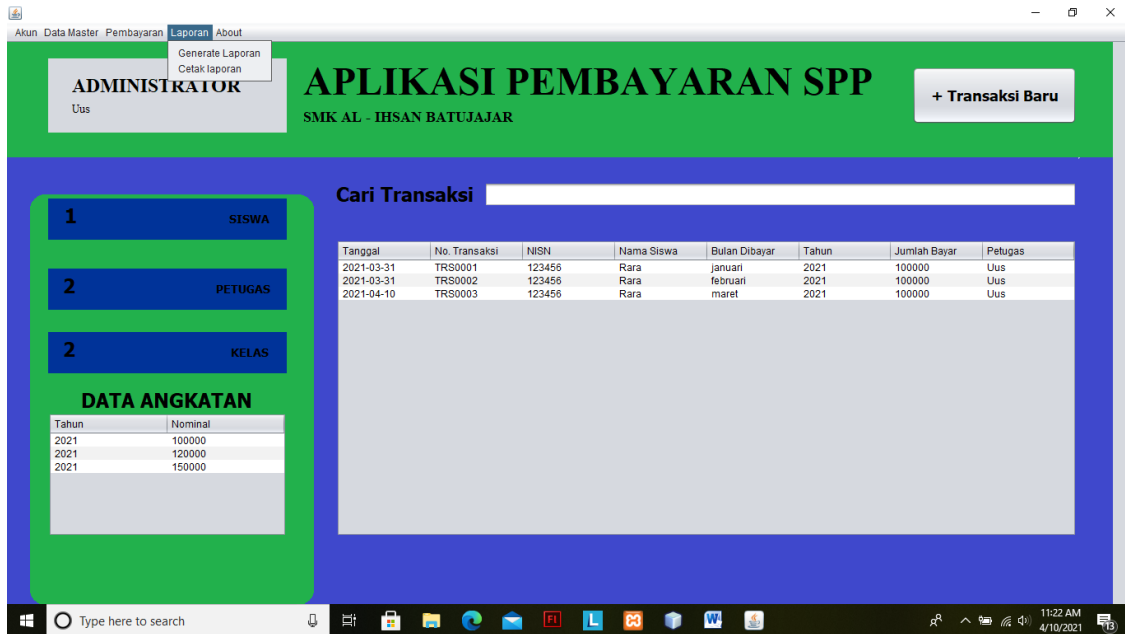 Akun Data Master Pembayaran Laporan About
Generate Laporan
Cetak laporan
ADMINISTRATOR
Uus
APLIKASI PEMBAYARAN SPP
SMK AL - IHSAN BATUJAJAR
+ Transaksi Baru
Cari Transaksi
1 SISWA
2 PETUGAS
2 KELAS
DATA ANGKATAN
Tahun Nominal
2021 100000
2021 120000
2021 150000
Tanggal No. Transaksi NISN Nama Siswa Bulan Dibayar Tahun Jumlah Bayar Petugas
2021-03-31 TRS0001 123456 Rara januari 2021 100000 Uus
2021-03-31 TRS0002 123456 Rara februari 2021 100000 Uus
2021-04-10 TRS0003 123456 Rara maret 2021 100000 Uus
Type here to search
Fl
L
W
11:22 AM
4/10/2021
13